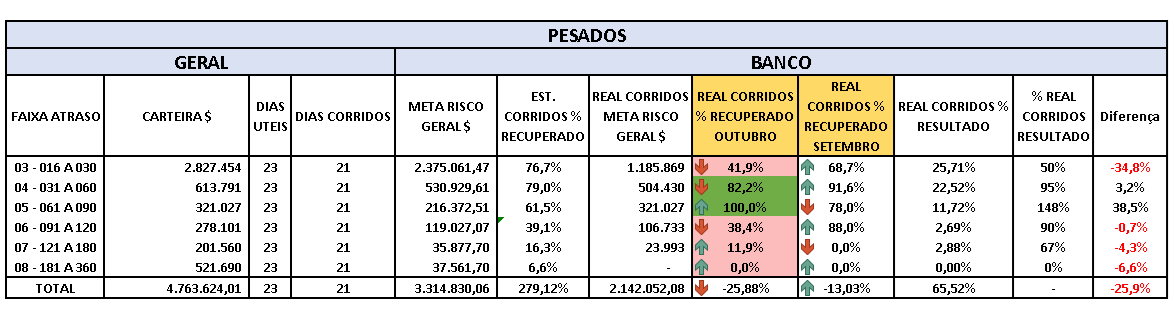 PESADOS
GERAL BANCO
FAIXA ATRASO CARTEIRA $ DIAS UTEIS DIAS CORRIDOS META RISCO GERAL $ EST. CORRIDOS % RECUPERADO REAL CORRIDOS META RISCO GERAL $ REAL CORRIDOS % RECUPERADO OUTUBRO REAL CORRIDOS % RECUPERADO SETEMBRO REAL CORRIDOS % RESULTADO % REAL CORRIDOS RESULTADO Diferença
03 - 016 A 030 2.827.454 23 21 2.375.061,47 76,7% 1.185.869 41,9% 68,7% 25,71% 50% -34,8%
04 - 031 A 060 613.791 23 21 530.929,61 79,0% 504.430 82,2% 91,6% 22,52% 95% 3,2%
05 - 061 A 090 321.027 23 21 216.372,51 61,5% 321.027 100,0% 78,0% 11,72% 148% 38,5%
06 - 091 A 120 278.101 23 21 119.027,07 39,1% 106.733 38,4% 88,0% 2,69% 90% -0,7%
07 - 121 A 180 201.560 23 21 35.877,70 16,3% 23.993 11,9% 0,0% 2,88% 67% -4,3%
08 - 181 A 360 521.690 23 21 37.561,70 6,6% - 0,0% 0,0% 0,00% 0% -6,6%
TOTAL 4.763.624,01 23 21 3.314.830,06 279,12% 2.142.052,08 -25,88% -13,03% 65,52% - -25,9%